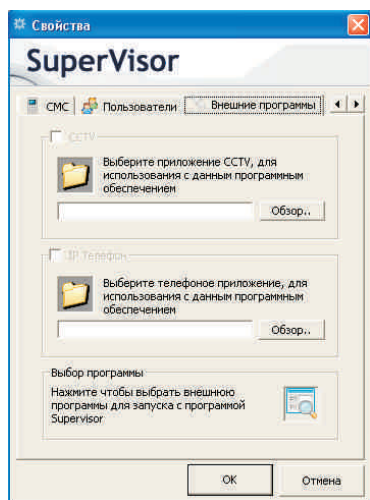 Свойства
SuperVisor
СМС Пользователи Внешние программы
CCTV
Выберите приложение CCTV, для
использования с данным программным
обеспечением
Обзор..
IP Телефон
Выберите телефоное приложение, для
использования с данным программным
обеспечением
Обзор..
Выбор программы
Нажмите чтобы выбрать внешнюю
программы для запуска с программой
Supervisor
OK Отмена